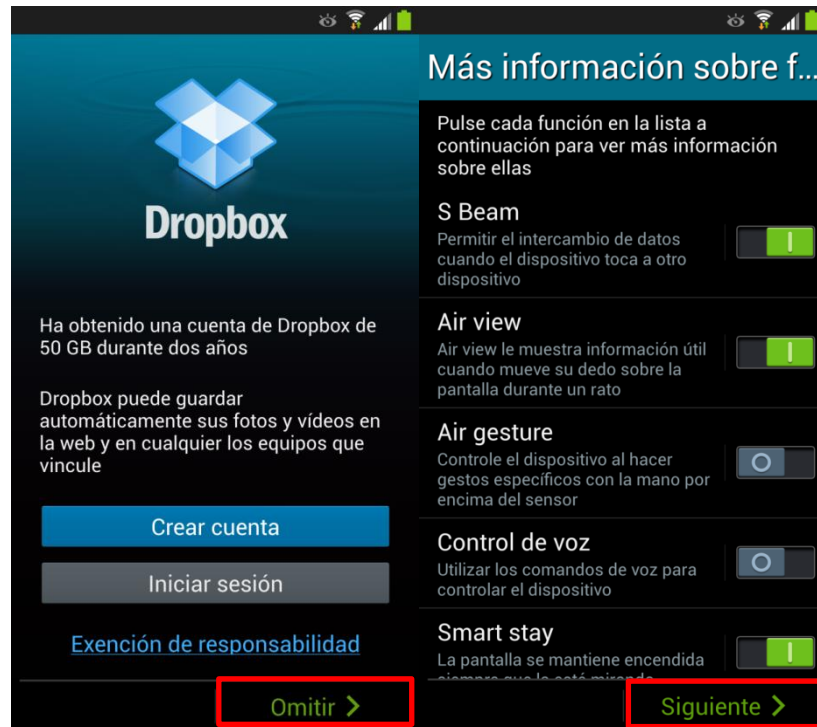 Dropbox
Ha obtenido una cuenta de Dropbox de
50 GB durante dos años
Dropbox puede guardar
automáticamente sus fotos y vídeos en
la web y en cualquier los equipos que
vincule
Crear cuenta
Iniciar sesión
Exención de responsabilidad
Omitir
Más información sobre f...
Pulse cada función en la lista a
continuación para ver más información
sobre ellas
S Beam
Permitir el intercambio de datos
cuando el dispositivo toca a otro
dispositivo
Air view
Air view le muestra información útil
cuando mueve su dedo sobre la
pantalla durante un rato
Air gesture
Controle el dispositivo al hacer
gestos específicos con la mano por
encima del sensor
Control de voz
Utilizar los comandos de voz para
controlar el dispositivo
Smart stay
La pantalla se mantiene encendida
siempre que la esté mirando
Siguiente